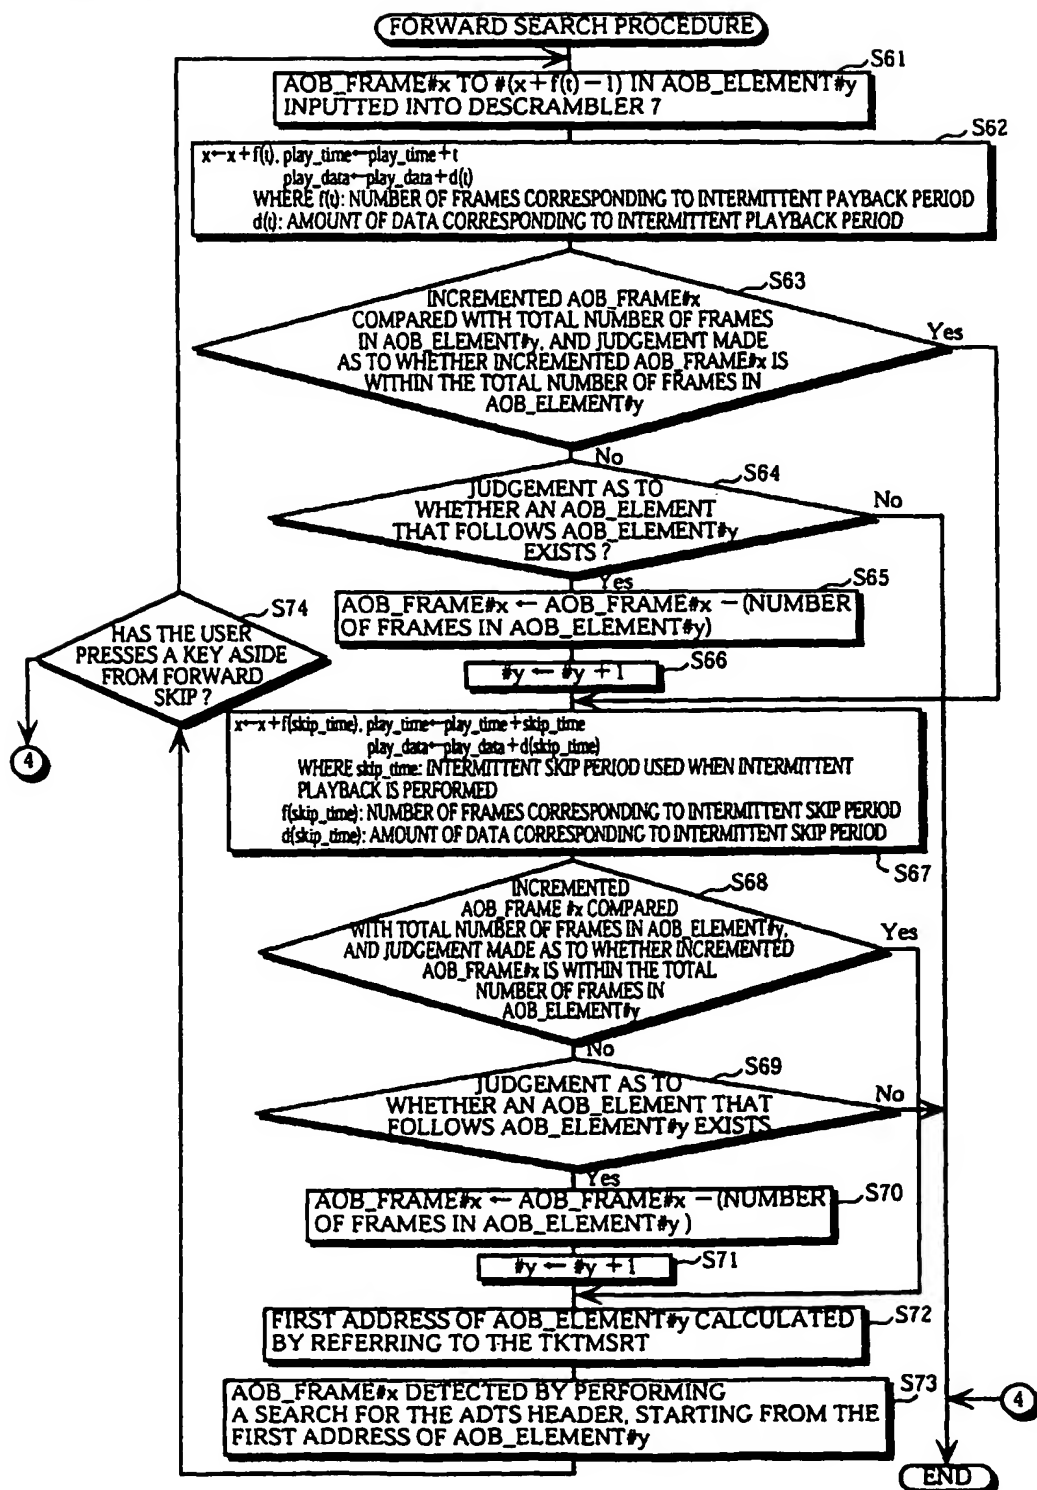 FORWARD SEARCH PROCEDURE
S61
AOB_FRAME#x TO #(x+f(t)-1) IN AOB_ELEMENT#y
INPUTTED INTO DESCRAMBLER 7
S62
x←x+f(t), play_time←play_time+t
play_data←play_data+d(t)
WHERE f(t): NUMBER OF FRAMES CORRESPONDING TO INTERMITTENT PAYBACK PERIOD
d(t): AMOUNT OF DATA CORRESPONDING TO INTERMITTENT PLAYBACK PERIOD
S63
INCREMENTED AOB_FRAME#x
COMPARED WITH TOTAL NUMBER OF FRAMES
IN AOB_ELEMENT#y, AND JUDGEMENT MADE
AS TO WHETHER INCREMENTED AOB_FRAME#x IS
WITHIN THE TOTAL NUMBER OF FRAMES IN
AOB_ELEMENT#y
Yes
No
S64
JUDGEMENT AS TO
WHETHER AN AOB_ELEMENT
THAT FOLLOWS AOB_ELEMENT#y
EXISTS ?
No
Yes
S65
AOB_FRAME#x ← AOB_FRAME#x - (NUMBER
OF FRAMES IN AOB_ELEMENT#y)
S66
#y ← #y + 1
S74
HAS THE USER
PRESSES A KEY ASIDE
FROM FORWARD
SKIP ?
4
x←x+f(skip_time), play_time←play_time+skip_time
play_data←play_data+d(skip_time)
WHERE skip_time: INTERMITTENT SKIP PERIOD USED WHEN INTERMITTENT
PLAYBACK IS PERFORMED
f(skip_time): NUMBER OF FRAMES CORRESPONDING TO INTERMITTENT SKIP PERIOD
d(skip_time): AMOUNT OF DATA CORRESPONDING TO INTERMITTENT SKIP PERIOD
S67
S68
INCREMENTED
AOB_FRAME #x COMPARED
WITH TOTAL NUMBER OF FRAMES IN AOB_ELEMENT#y,
AND JUDGEMENT MADE AS TO WHETHER INCREMENTED
AOB_FRAME#x IS WITHIN THE TOTAL
NUMBER OF FRAMES IN
AOB_ELEMENT#y
Yes
No
S69
JUDGEMENT AS TO
WHETHER AN AOB_ELEMENT THAT
FOLLOWS AOB_ELEMENT#y EXISTS
No
Yes
S70
AOB_FRAME#x ← AOB_FRAME#x - (NUMBER
OF FRAMES IN AOB_ELEMENT#y )
S71
#y ← #y + 1
S72
FIRST ADDRESS OF AOB_ELEMENT#y CALCULATED
BY REFERRING TO THE TKTMSRT
S73
AOB_FRAME#x DETECTED BY PERFORMING
A SEARCH FOR THE ADTS HEADER, STARTING FROM THE
FIRST ADDRESS OF AOB_ELEMENT#y
4
END